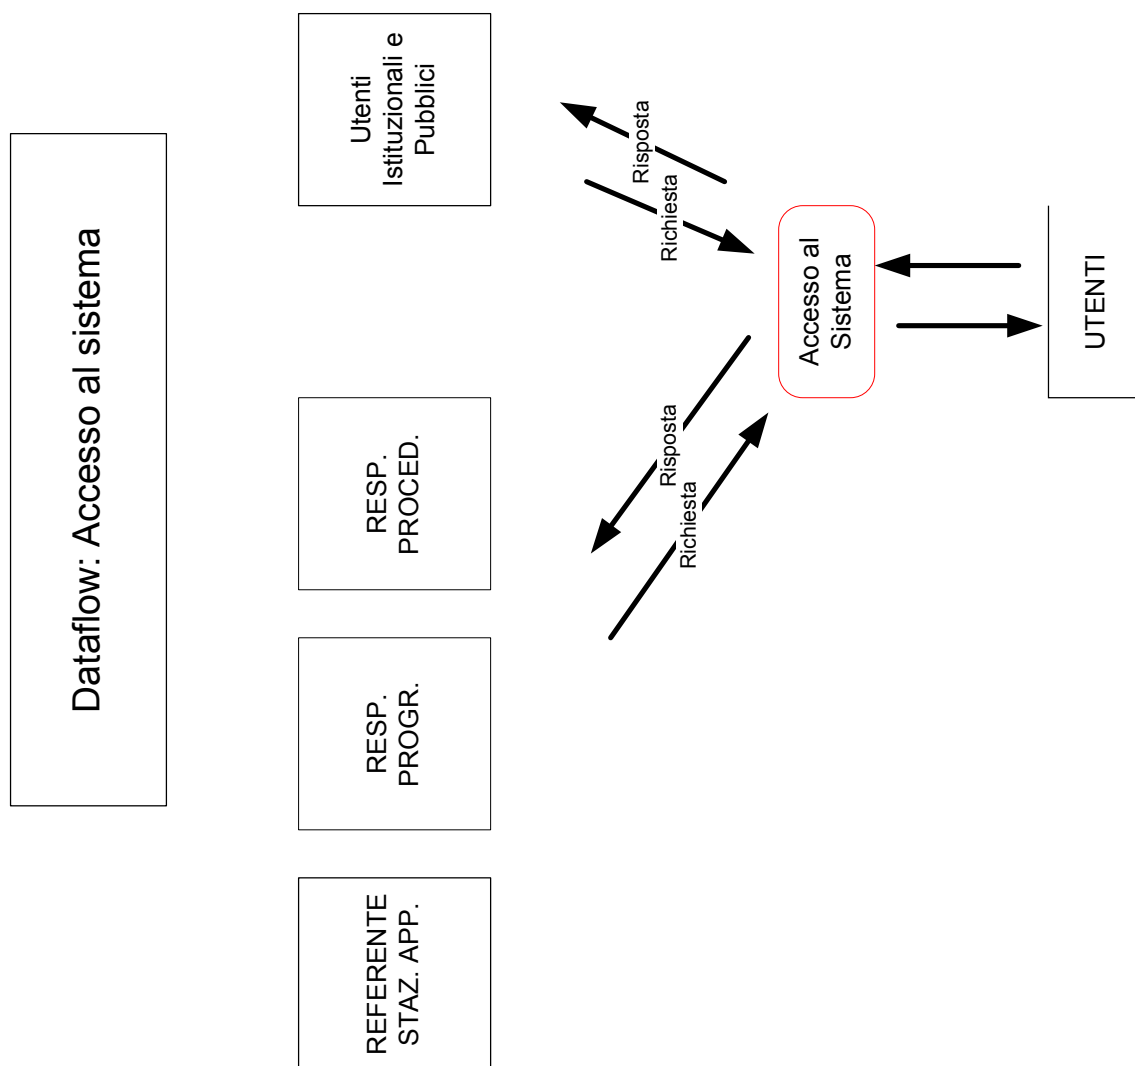 Dataflow: Accesso al sistema
REFERENTE
STAZ. APP.
RESP.
PROGR.
RESP.
PROCED.
Utenti
Istituzionali e
Pubblici
Risposta
Richiesta
Risposta
Richiesta
Accesso al
Sistema
UTENTI